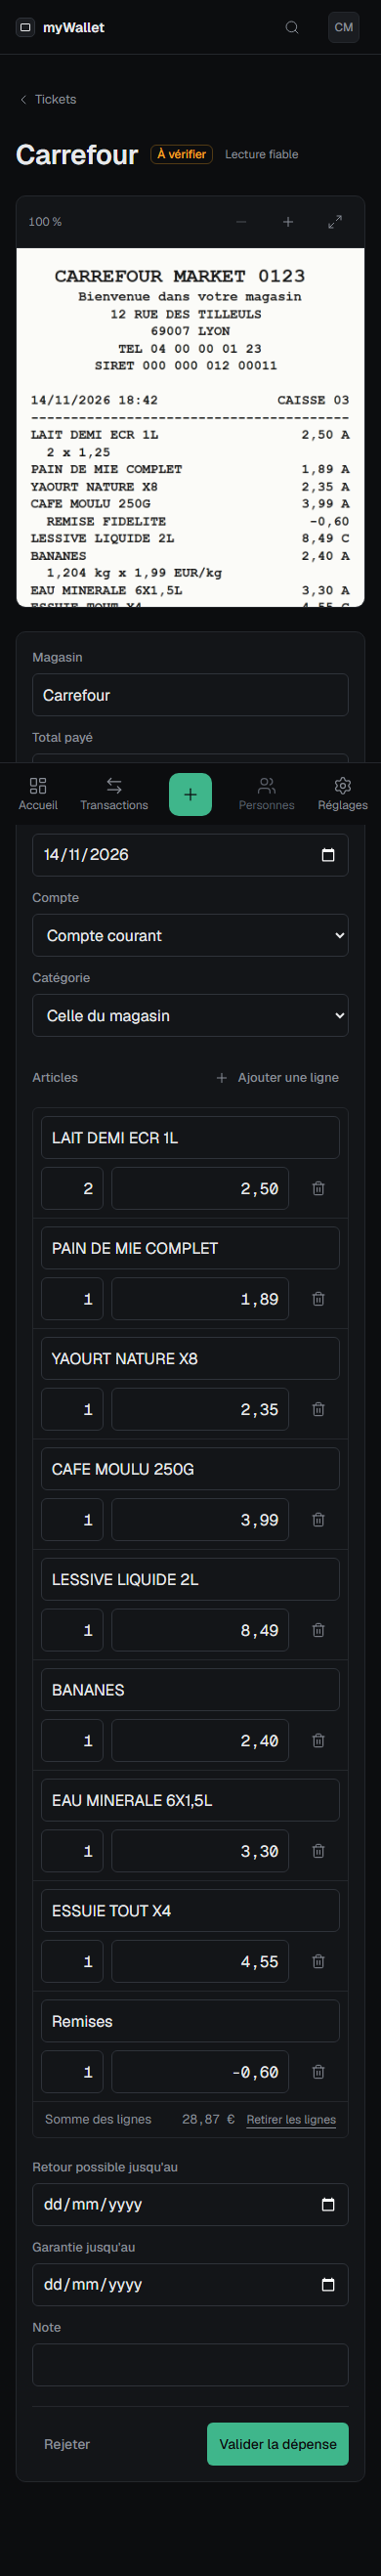 myWallet
CM
Tickets
Carrefour À vérifier Lecture fiable
100 %
CARREFOUR MARKET 0123
Bienvenue dans votre magasin
12 RUE DES TILLEULS
69007 LYON
TEL 04 00 00 01 23
SIRET 000 000 012 00011
14/11/2026 18:42 CAISSE 03
----------------------------------------
LAIT DEMI ECR 1L 2,50 A
2 x 1,25
PAIN DE MIE COMPLET 1,89 A
YAOURT NATURE X8 2,35 A
CAFE MOULU 250G 3,99 A
REMISE FIDELITE -0,60
LESSIVE LIQUIDE 2L 8,49 C
BANANES 2,40 A
1,204 kg x 1,99 EUR/kg
EAU MINERALE 6X1,5L 3,30 A
ESSUIE TOUT X4 4,55 C
Magasin
Carrefour
Total payé
Accueil Transactions Personnes Réglages
14/11/2026
Compte
Compte courant
Catégorie
Celle du magasin
Articles Ajouter une ligne
LAIT DEMI ECR 1L
2 2,50
PAIN DE MIE COMPLET
1 1,89
YAOURT NATURE X8
1 2,35
CAFE MOULU 250G
1 3,99
LESSIVE LIQUIDE 2L
1 8,49
BANANES
1 2,40
EAU MINERALE 6X1,5L
1 3,30
ESSUIE TOUT X4
1 4,55
Remises
1 -0,60
Somme des lignes 28,87 € Retirer les lignes
Retour possible jusqu'au
dd/mm/yyyy
Garantie jusqu'au
dd/mm/yyyy
Note
Rejeter Valider la dépense